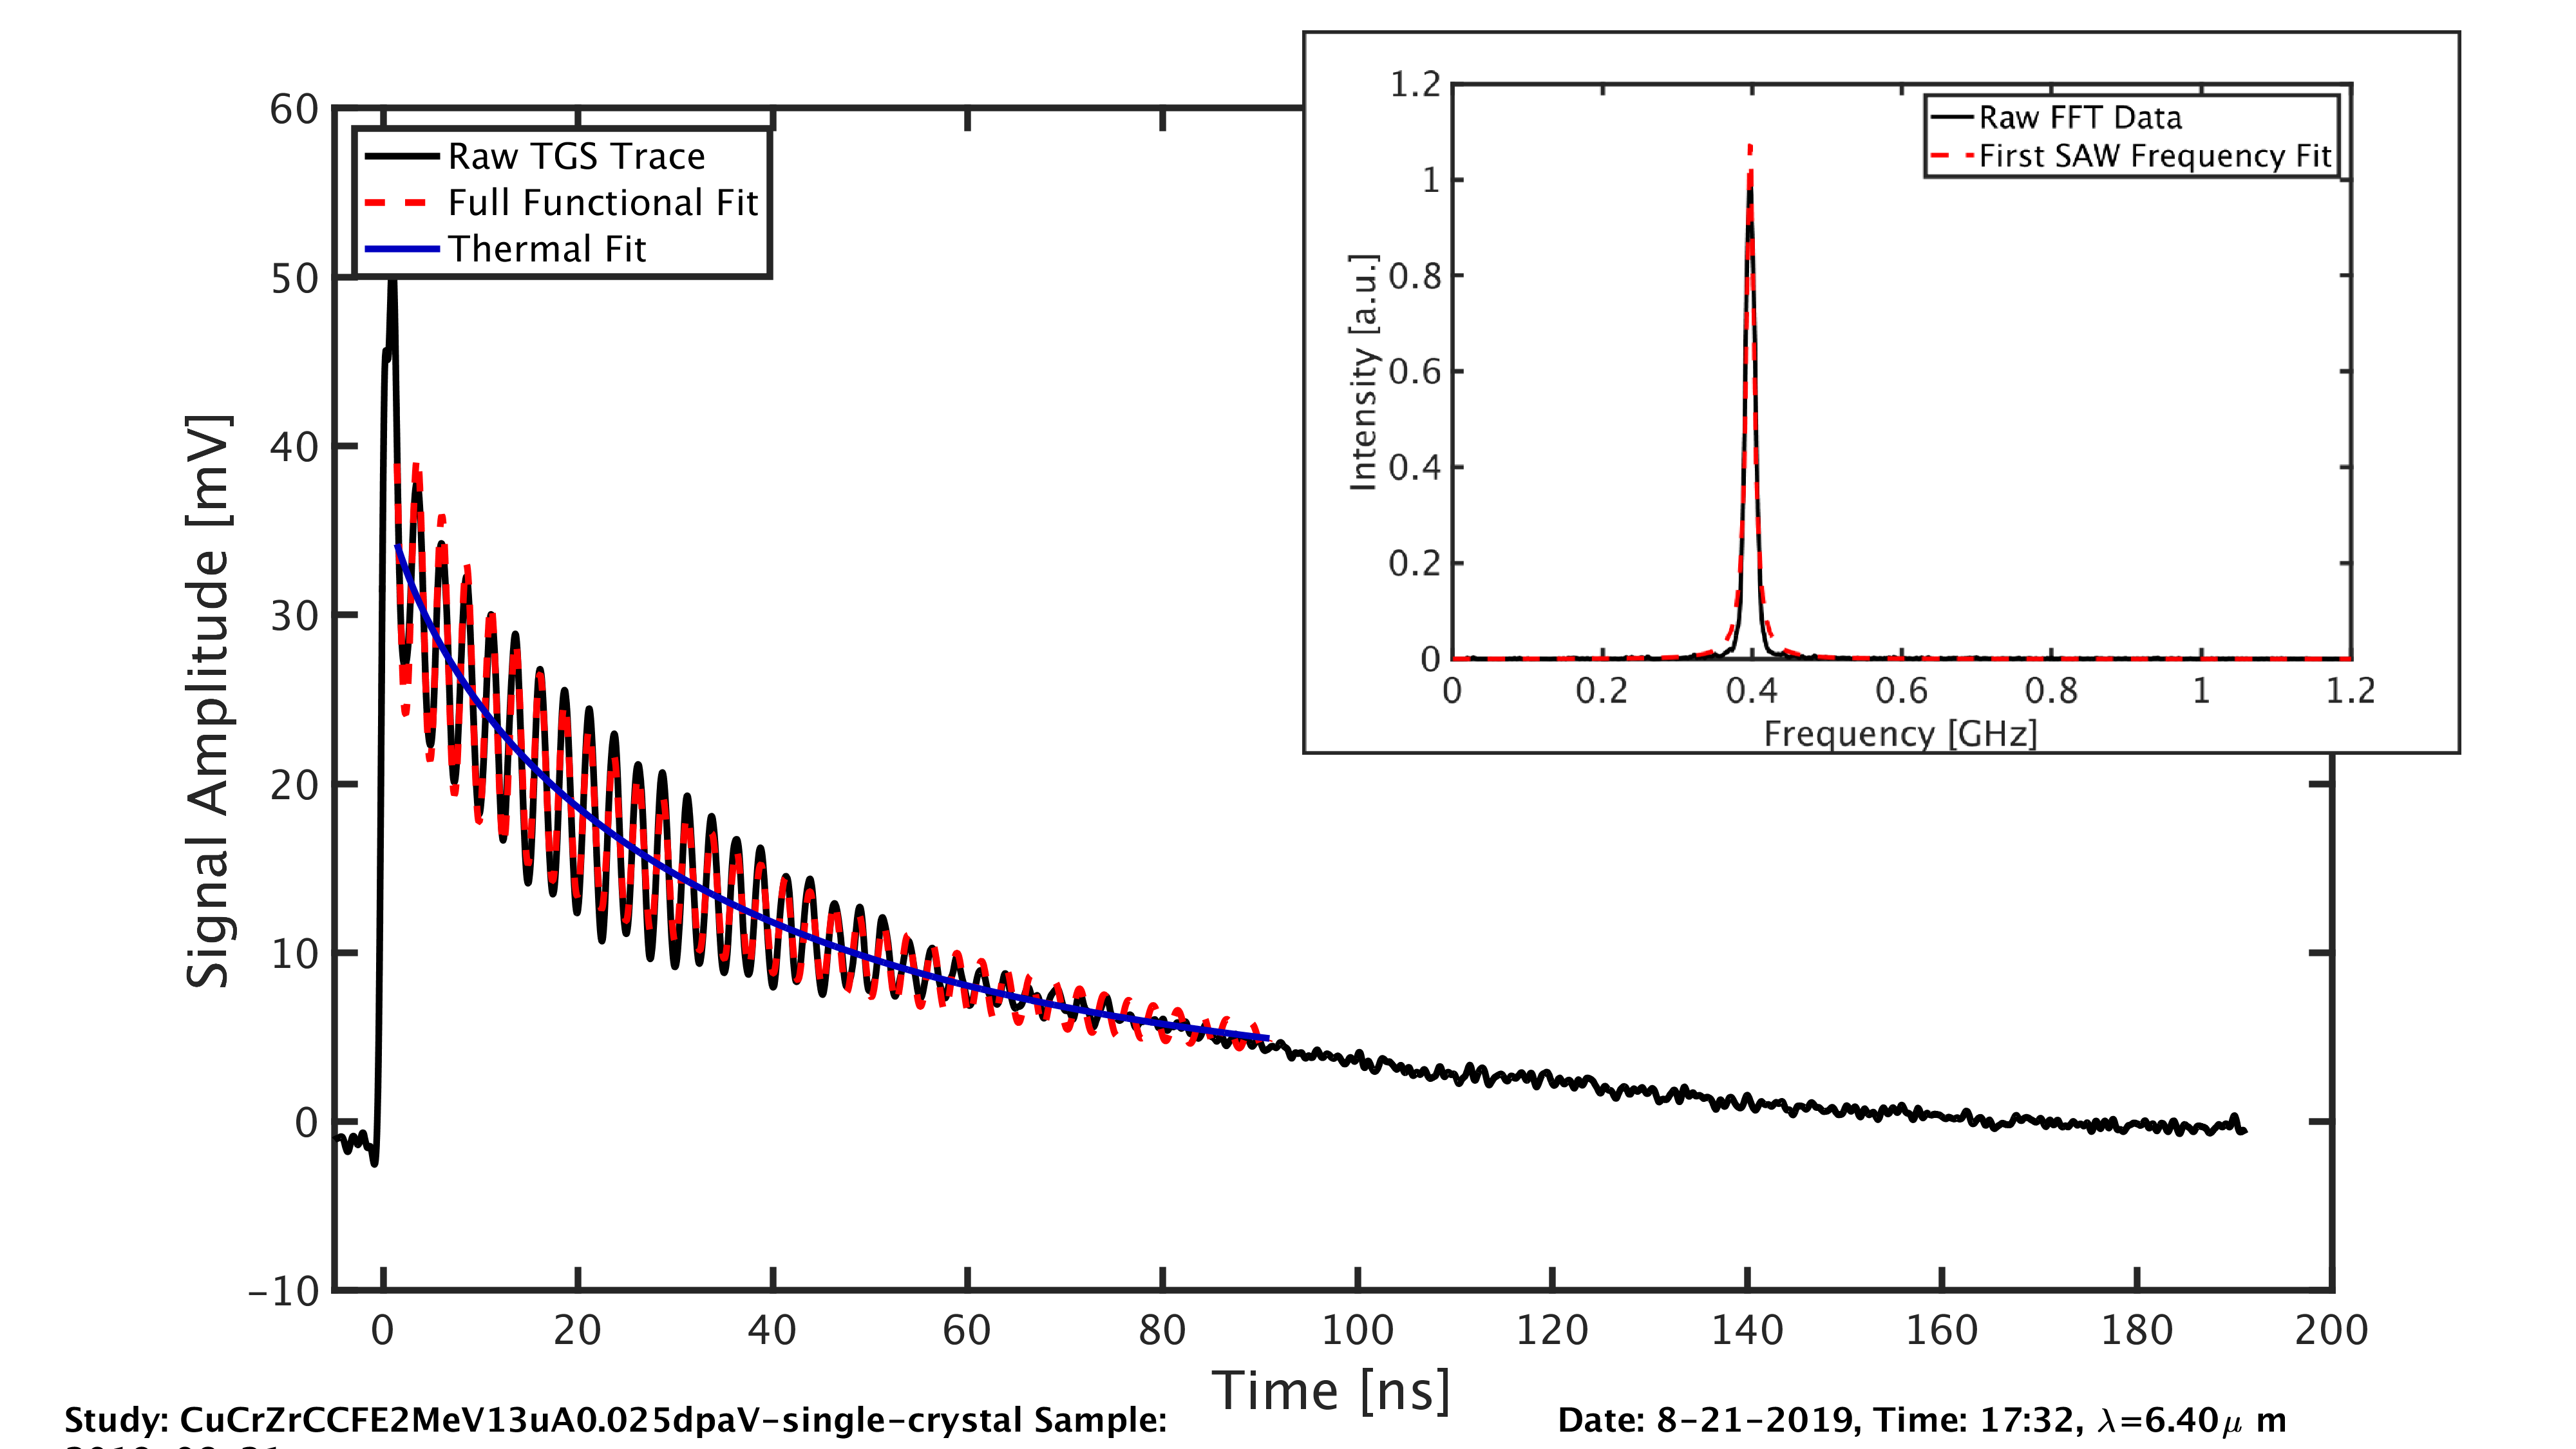 60
50
40
30
20
10
0
−10
Signal Amplitude [mV]
Raw TGS Trace
Full Functional Fit
Thermal Fit
1.2
1
0.8
0.6
0.4
0.2
0
Intensity [a.u.]
Raw FFT Data
First SAW Frequency Fit
0 0.2 0.4 0.6 0.8 1 1.2
Frequency [GHz]
0 20 40 60 80 100 120 140 160 180 200
Time [ns]
Study: CuCrZrCCFE2MeV13uA0.025dpaV−single−crystal Sample:
Date: 8−21−2019, Time: 17:32, λ=6.40μ m